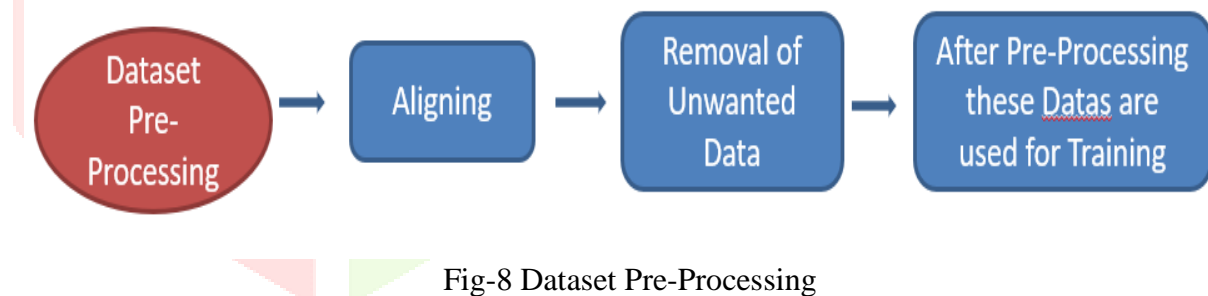 Dataset
Pre-
Processing
Aligning
Removal of
Unwanted
Data
After Pre-Processing
these Datas are
used for Training
Fig-8 Dataset Pre-Processing